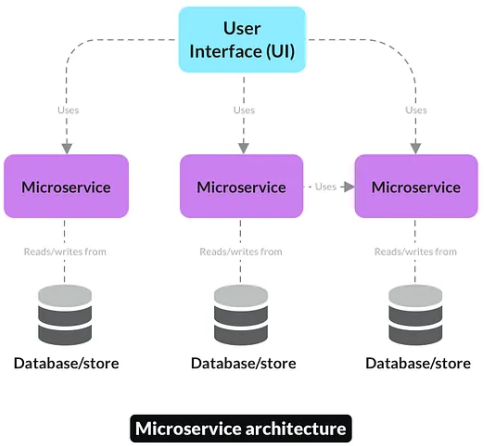 User
Interface (UI)
Uses
Uses
Uses
Microservice
Microservice
Uses
Microservice
Reads/writes from
Reads/writes from
Reads/writes from
Database/store
Database/store
Database/store
Microservice architecture